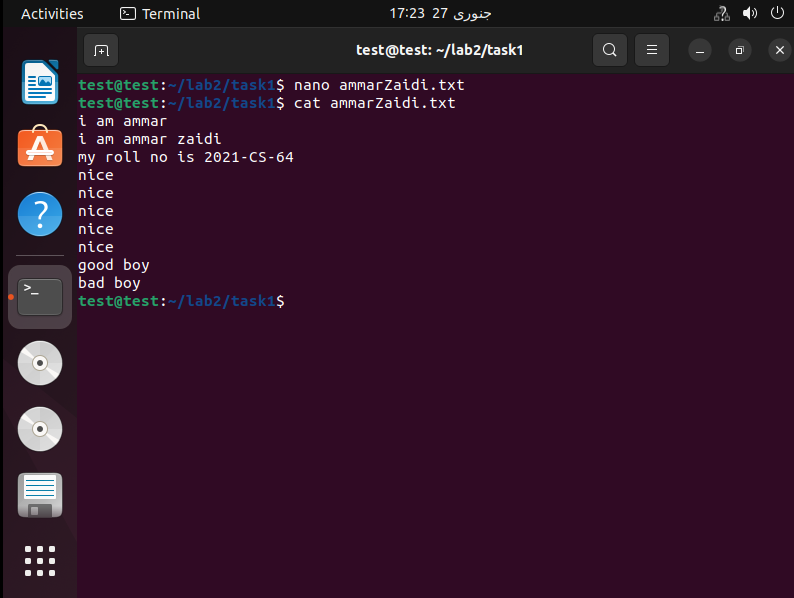 Activities Terminal 17:23 27 جنوری
test@test: ~/lab2/task1
test@test:~/lab2/task1$ nano ammarZaidi.txt
test@test:~/lab2/task1$ cat ammarZaidi.txt
i am ammar
i am ammar zaidi
my roll no is 2021-CS-64
nice
nice
nice
nice
nice
good boy
bad boy
test@test:~/lab2/task1$